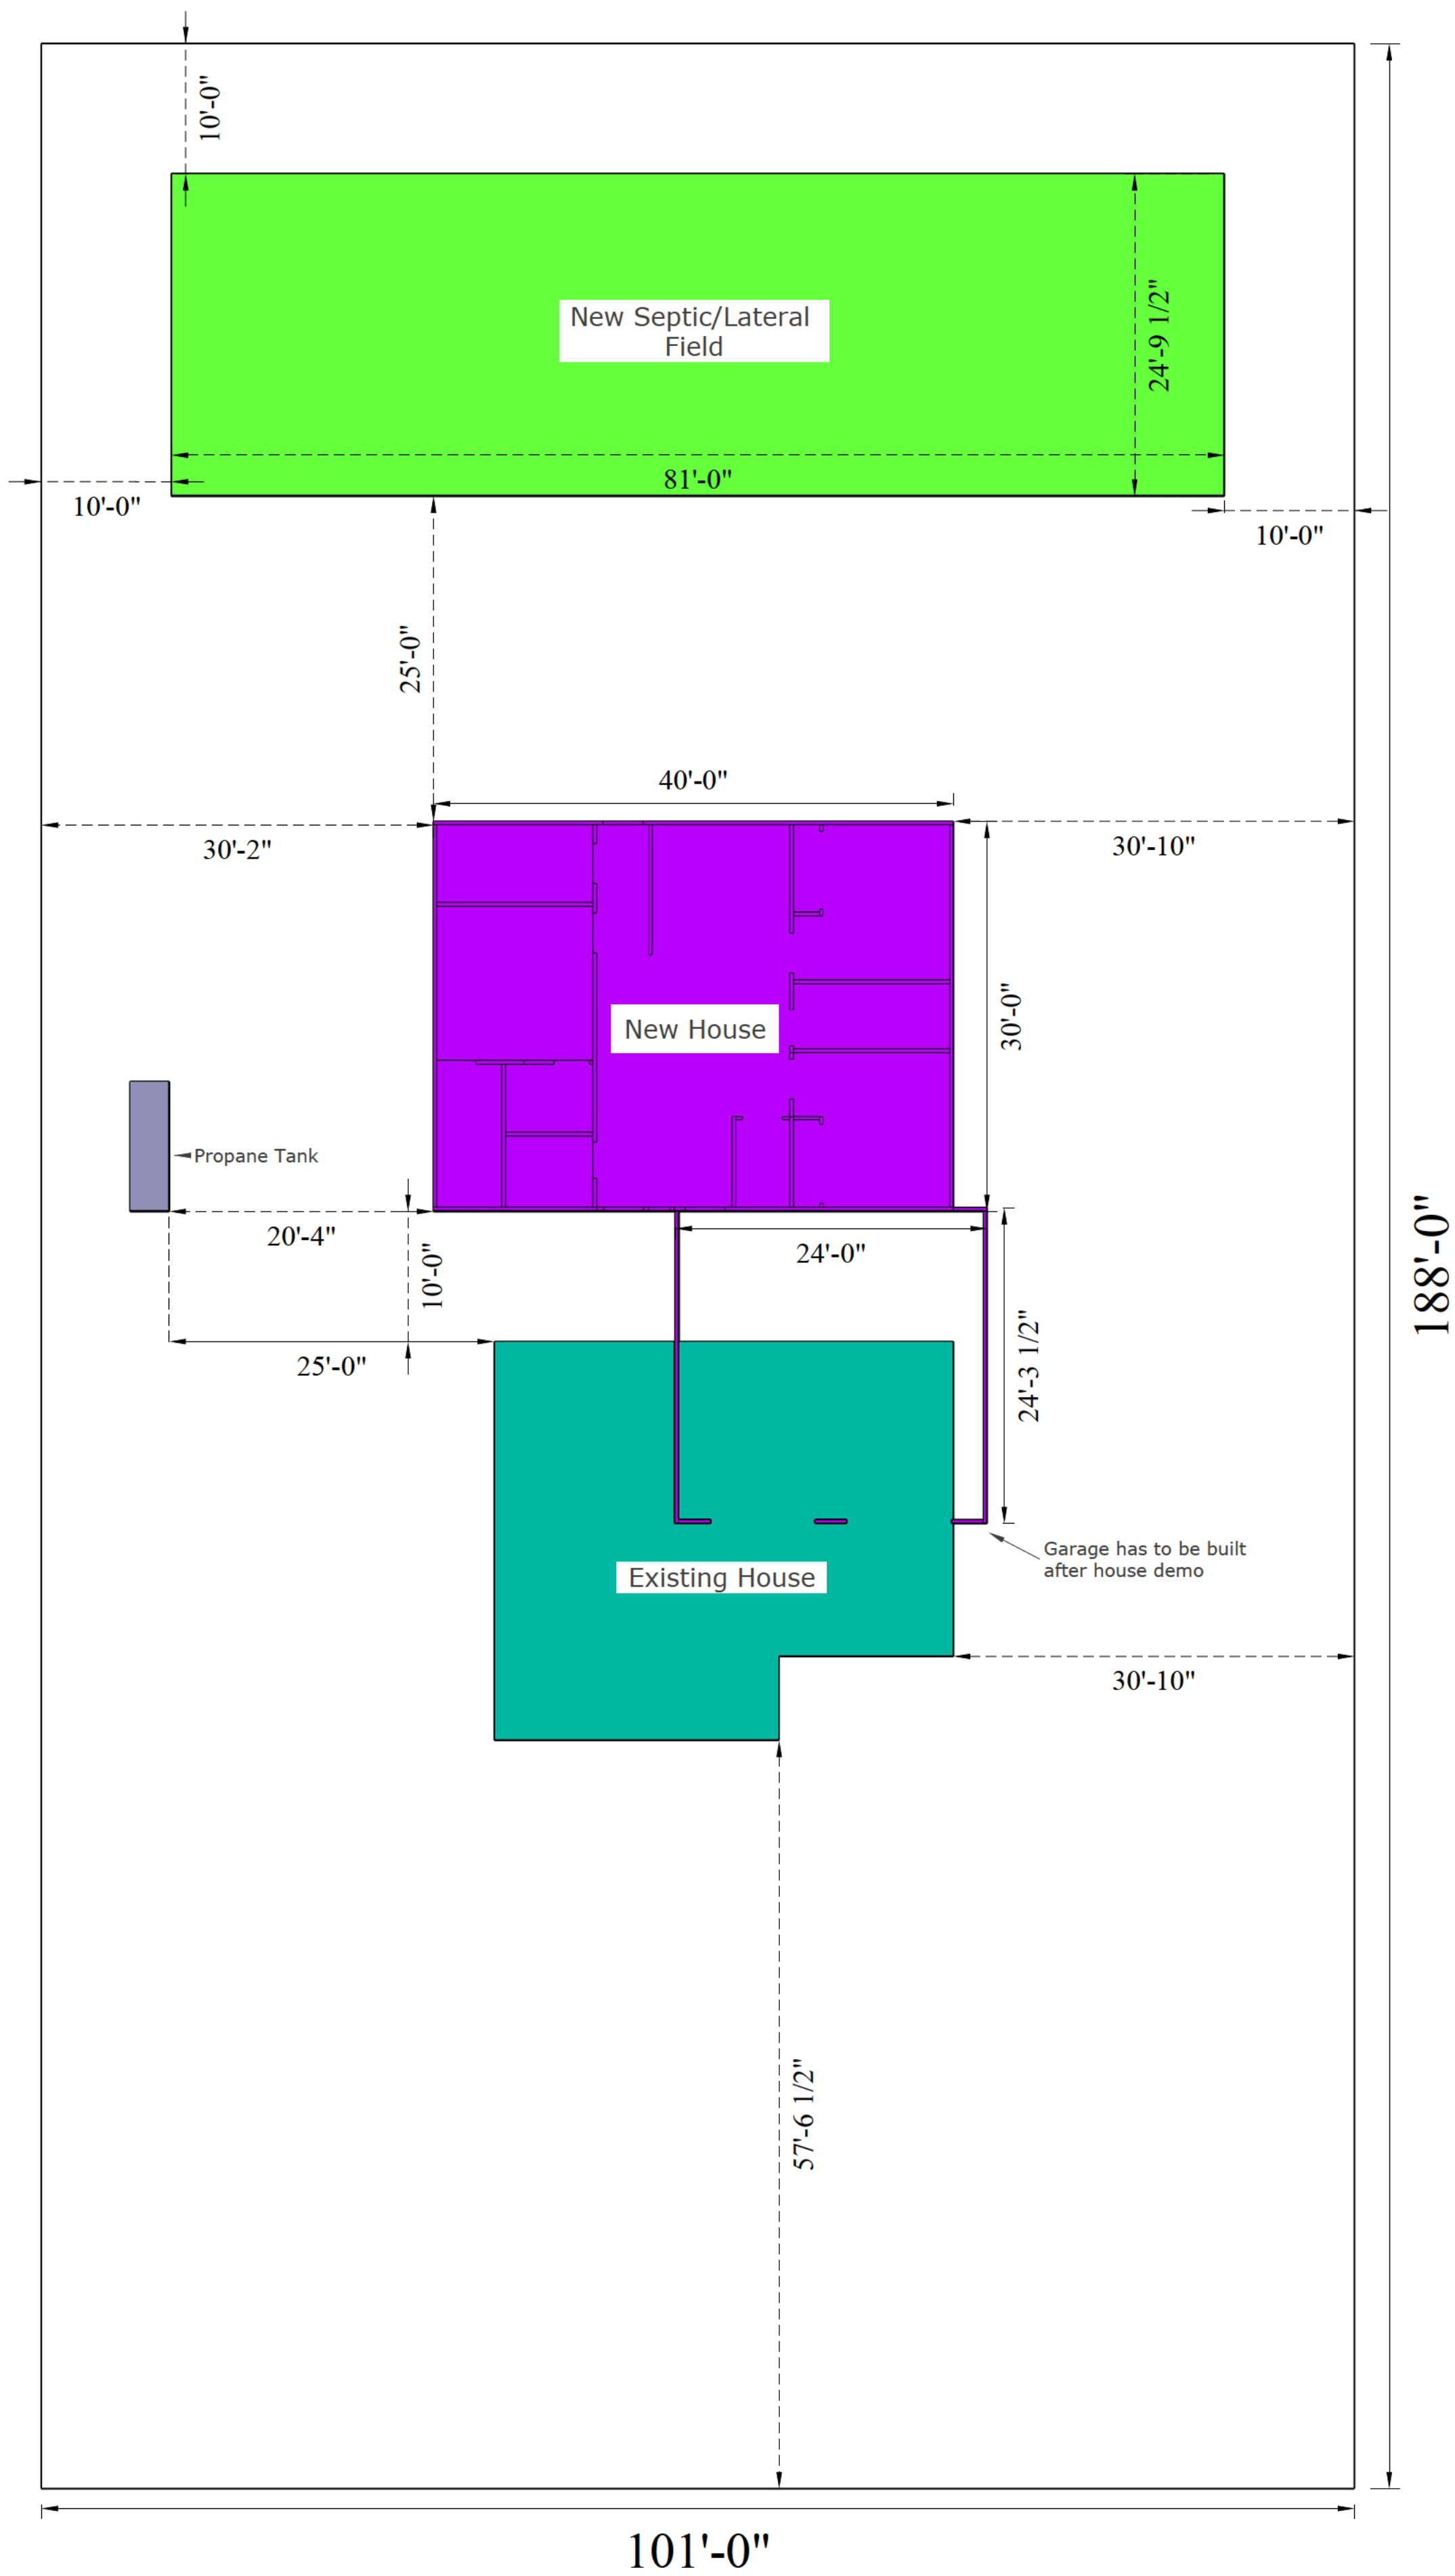 10'-0"
New Septic/Lateral
Field
24'-9 1/2"
81'-0"
10'-0"
10'-0"
25'-0"
40'-0"
30'-2"
30'-10"
New House
30'-0"
Propane Tank
20'-4"
10'-0"
24'-0"
188'-0"
25'-0"
24'-3 1/2"
Garage has to be built
after house demo
Existing House
30'-10"
57'-6 1/2"
101'-0"